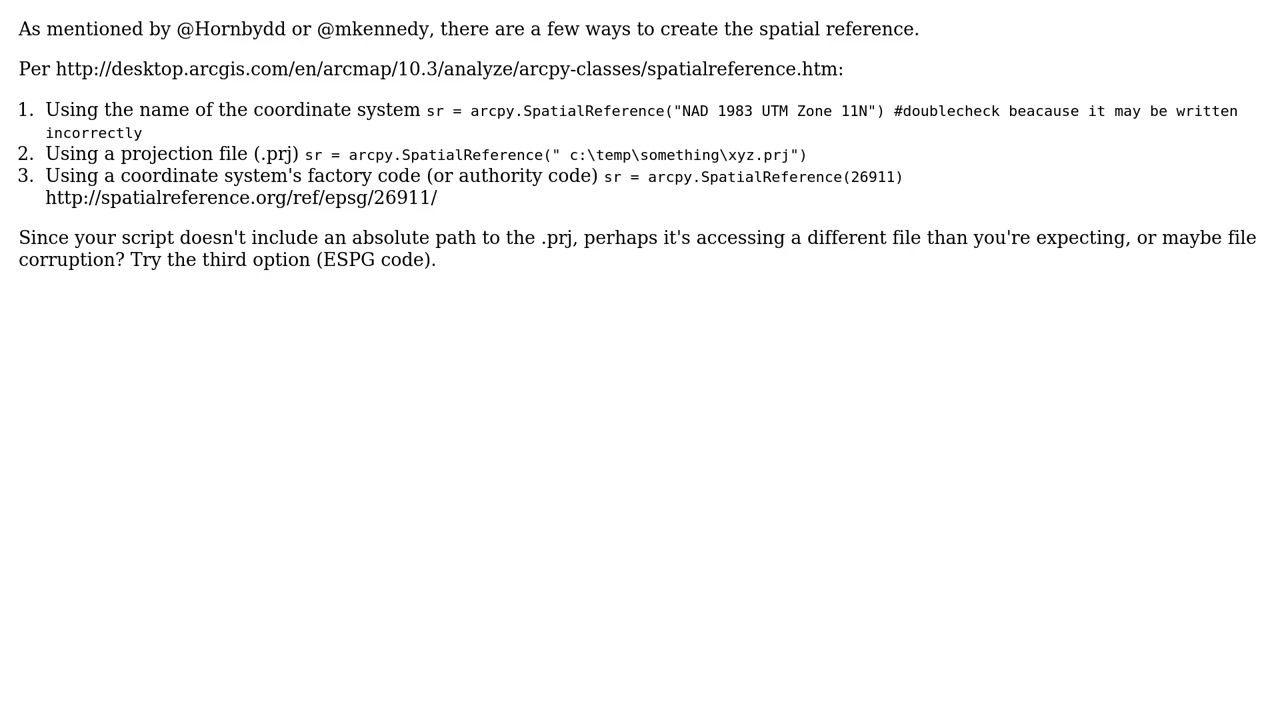 As mentioned by @Hornbydd or @mkennedy, there are a few ways to create the spatial reference.
Per http://desktop.arcgis.com/en/arcmap/10.3/analyze/arcpy-classes/spatialreference.htm:
1. Using the name of the coordinate system sr = arcpy.SpatialReference("NAD 1983 UTM Zone 11N") #doublecheck beacause it may be written
incorrectly
2. Using a projection file (.prj) sr = arcpy.SpatialReference(" c:\temp\something\xyz.prj")
3. Using a coordinate system's factory code (or authority code) sr = arcpy.SpatialReference(26911)
http://spatialreference.org/ref/epsg/26911/
Since your script doesn't include an absolute path to the .prj, perhaps it's accessing a different file than you're expecting, or maybe file
corruption? Try the third option (ESPG code).